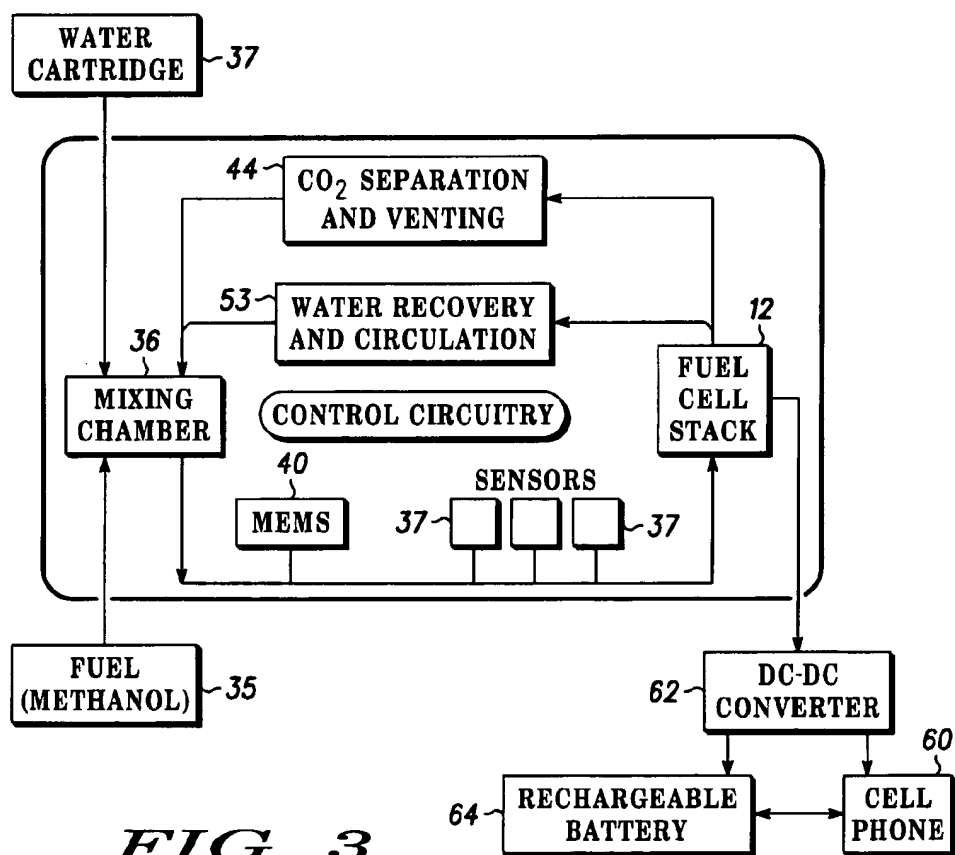 WATER
CARTRIDGE
37
44
CO2 SEPARATION
AND VENTING
53
WATER RECOVERY
AND CIRCULATION
12
FUEL
CELL
STACK
36
MIXING
CHAMBER
CONTROL CIRCUITRY
40
MEMS
SENSORS
37
37
FUEL
(METHANOL)
35
62
DC-DC
CONVERTER
60
64
RECHARGEABLE
BATTERY
CELL
PHONE
FIG. 3